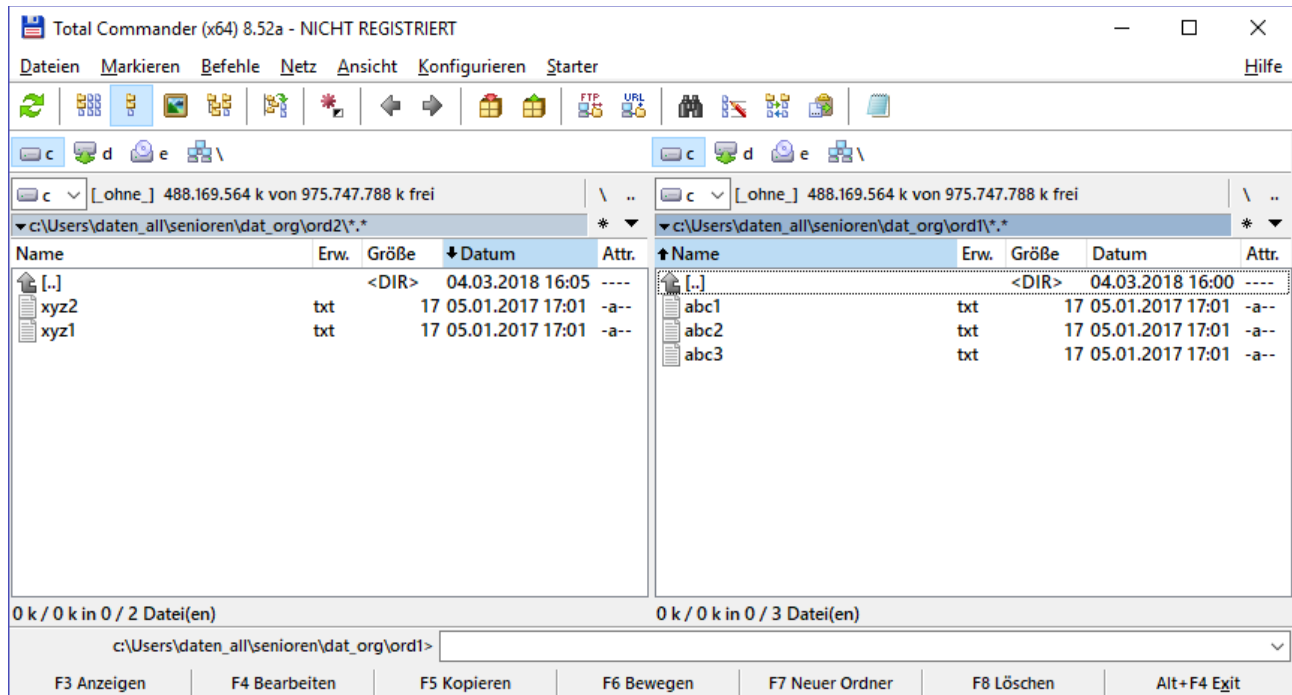 Total Commander (x64) 8.52a - NICHT REGISTRIERT
Dateien Markieren Befehle Netz Ansicht Konfigurieren Starter Hilfe
FTP URL
c d e \ c d e \
c [_ohne_] 488.169.564 k von 975.747.788 k frei \ .. c [_ohne_] 488.169.564 k von 975.747.788 k frei \ ..
c:\Users\daten_all\senioren\dat_org\ord2\*.* * c:\Users\daten_all\senioren\dat_org\ord1\*.* *
Name Erw. Größe Datum Attr. Name Erw. Größe Datum Attr.
[..] <DIR> 04.03.2018 16:05 ---- [..] <DIR> 04.03.2018 16:00 ----
xyz2 txt 17 05.01.2017 17:01 -a-- abc1 txt 17 05.01.2017 17:01 -a--
xyz1 txt 17 05.01.2017 17:01 -a-- abc2 txt 17 05.01.2017 17:01 -a--
abc3 txt 17 05.01.2017 17:01 -a--
0 k / 0 k in 0 / 2 Datei(en) 0 k / 0 k in 0 / 3 Datei(en)
c:\Users\daten_all\senioren\dat_org\ord1>
F3 Anzeigen F4 Bearbeiten F5 Kopieren F6 Bewegen F7 Neuer Ordner F8 Löschen Alt+F4 Exit